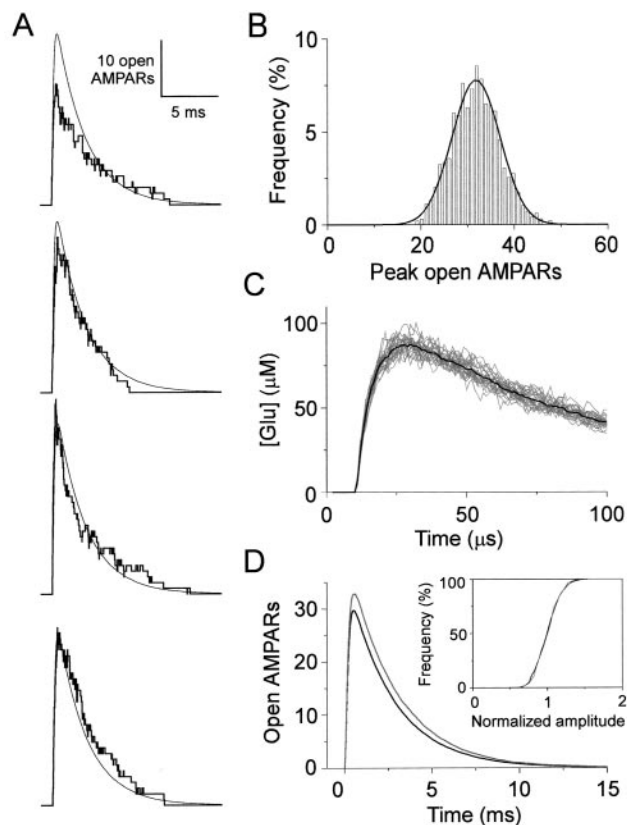 A
10 open
AMPARs
5 ms
B
Frequency (%)
10
5
0
0 20 40 60
Peak open AMPARs
C
[Glu] (μM)
100
50
0
50 100
Time (μs)
D
Open AMPARs
30
20
10
0
0 5 10 15
Time (ms)
Frequency (%)
100
50
0
0 1 2
Normalized amplitude